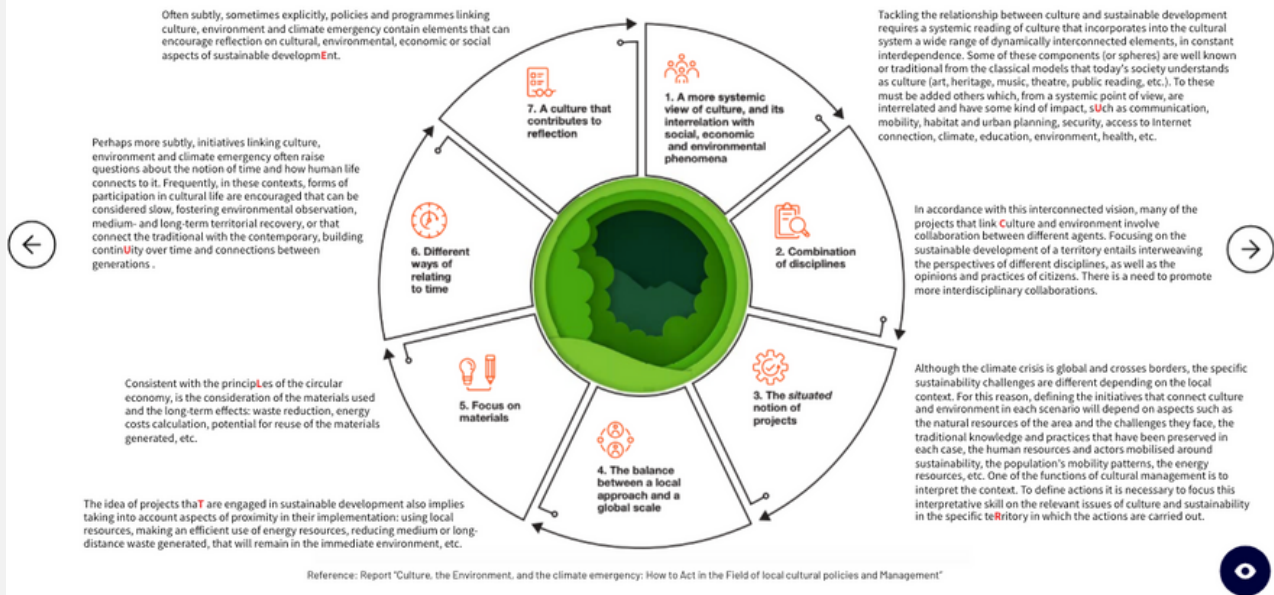 Often subtly, sometimes explicitly, policies and programmes linking
culture, environment and climate emergency contain elements that can
encourage reflection on cultural, environmental, economic or social
aspects of sustainable developmEnt.
Tackling the relationship between culture and sustainable development
requires a systemic reading of culture that incorporates into the cultural
system a wide range of dynamically interconnected elements, in constant
interdependence. Some of these components (or spheres) are well known
or traditional from the classical models that today's society understands
as culture (art, heritage, music, theatre, public reading, etc.). To these
must be added others which, from a systemic point of view, are
interrelated and have some kind of impact, sUch as communication,
mobility, habitat and urban planning, security, access to Internet
connection, climate, education, environment, health, etc.
7. A culture that
contributes to
reflection
1. A more systemic
view of culture, and its
interrelation with
social, economic
and environmental
phenomena
Perhaps more subtly, initiatives linking culture,
environment and climate emergency often raise
questions about the notion of time and how human life
connects to it. Frequently, in these contexts, forms of
participation in cultural life are encouraged that can be
considered slow, fostering environmental observation,
medium- and long-term territorial recovery, or that
connect the traditional with the contemporary, building
continUity over time and connections between
generations .
6. Different
ways of
relating
to time
2. Combination
of disciplines
In accordance with this interconnected vision, many of the
projects that link Culture and environment involve
collaboration between different agents. Focusing on the
sustainable development of a territory entails interweaving
the perspectives of different disciplines, as well as the
opinions and practices of citizens. There is a need to promote
more interdisciplinary collaborations.
Consistent with the principLes of the circular
economy, is the consideration of the materials used
and the long-term effects: waste reduction, energy
costs calculation, potential for reuse of the materials
generated, etc.
5. Focus on
materials
3. The situated
notion of
projects
Although the climate crisis is global and crosses borders, the specific
sustainability challenges are different depending on the local
context. For this reason, defining the initiatives that connect culture
and environment in each scenario will depend on aspects such as
the natural resources of the area and the challenges they face, the
traditional knowledge and practices that have been preserved in
each case, the human resources and actors mobilised around
sustainability, the population's mobility patterns, the energy
resources, etc. One of the functions of cultural management is to
interpret the context. To define actions it is necessary to focus this
interpretative skill on the relevant issues of culture and sustainability
in the specific teRritory in which the actions are carried out.
4. The balance
between a local
approach and a
global scale
The idea of projects thaT are engaged in sustainable development also implies
taking into account aspects of proximity in their implementation: using local
resources, making an efficient use of energy resources, reducing medium or long-
distance waste generated, that will remain in the immediate environment, etc.
Reference: Report "Culture, the Environment, and the climate emergency: How to Act in the Field of local cultural policies and Management"